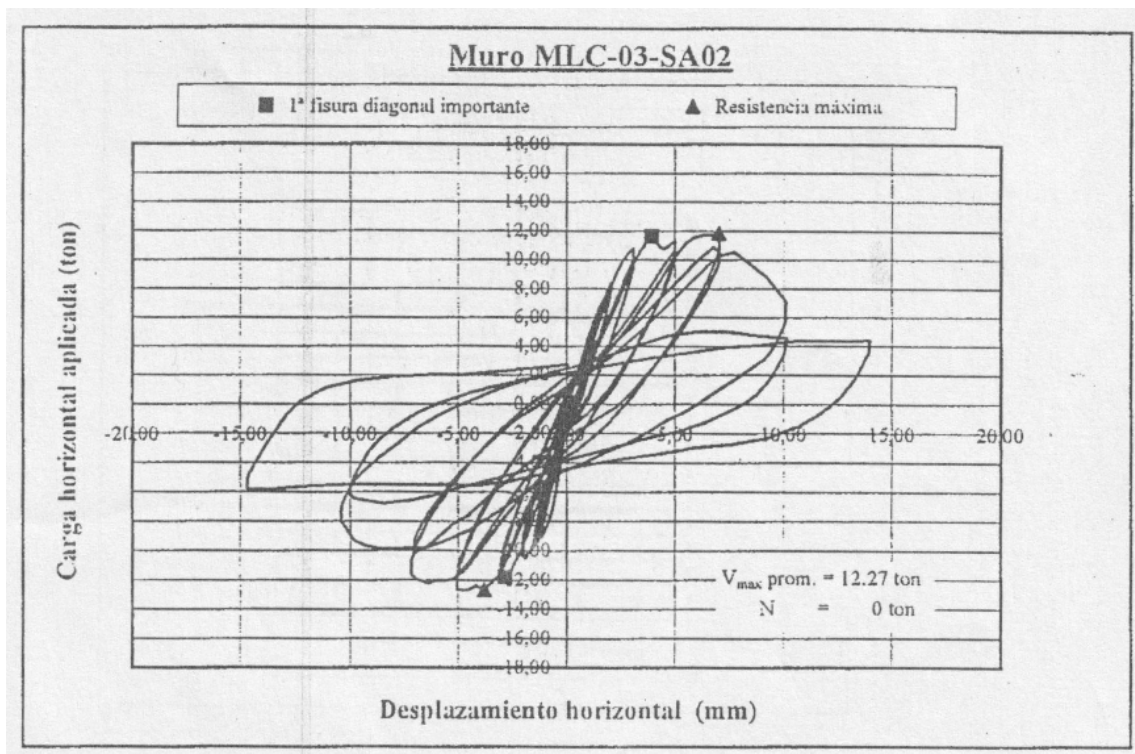 Muro MLC-03-SA02
■ 1ª fisura diagonal importante ▲ Resistencia máxima
18,00
16,00
14,00
12,00
10,00
8,00
6,00
4,00
2,00
0,00
-20,00 -15,00 -10,00 -5,00 5,00 10,00 15,00 20,00
-14,00
-16,00
-18,00
Carga horizontal aplicada (ton)
Vmax prom. = 12.27 ton
N = 0 ton
Desplazamiento horizontal (mm)